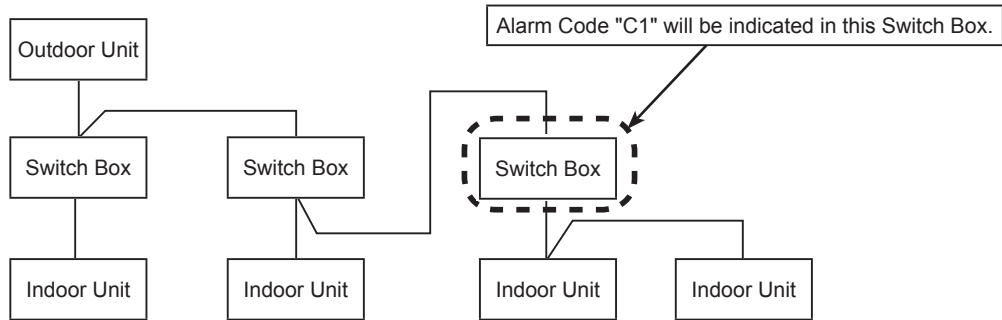 Alarm Code "C1" will be indicated in this Switch Box.
Outdoor Unit
Switch Box
Switch Box
Switch Box
Indoor Unit
Indoor Unit
Indoor Unit
Indoor Unit